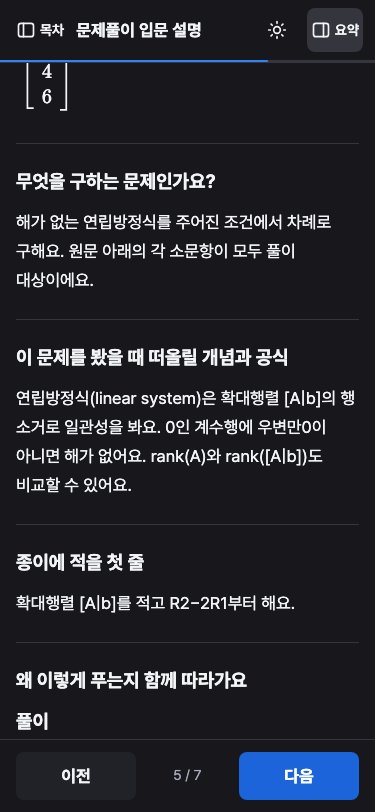 목차 문제풀이 입문 설명 요약
4
6
무엇을 구하는 문제인가요?
해가 없는 연립방정식를 주어진 조건에서 차례로
구해요. 원문 아래의 각 소문항이 모두 풀이
대상이에요.
이 문제를 봤을 때 떠올릴 개념과 공식
연립방정식(linear system)은 확대행렬 [A|b]의 행
소거로 일관성을 봐요. 0인 계수행에 우변만0이
아니면 해가 없어요. rank(A)와 rank([A|b])도
비교할 수 있어요.
종이에 적을 첫 줄
확대행렬 [A|b]를 적고 R2−2R1부터 해요.
왜 이렇게 푸는지 함께 따라가요
풀이
이전 5 / 7 다음